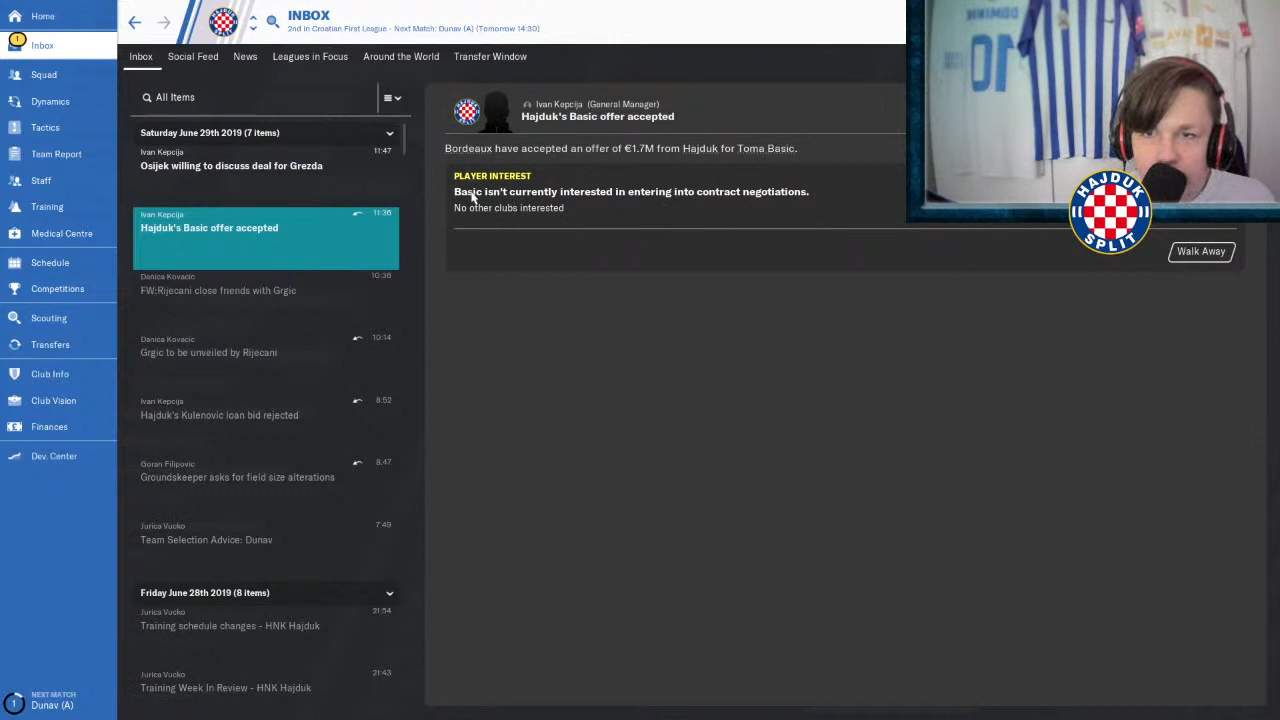 Home
1
Inbox
Squad
Dynamics
Tactics
Team Report
Staff
Training
Medical Centre
Schedule
Competitions
Scouting
Transfers
Club Info
Club Vision
Finances
Dev. Center
1
NEXT MATCH
Dunav (A)
INBOX
2nd in Croatian First League - Next Match: Dunav (A) (Tomorrow 14:30)
Inbox
Social Feed
News
Leagues in Focus
Around the World
Transfer Window
All Items
Saturday June 29th 2019 (7 items)
Ivan Kepcija 11:47
Osijek willing to discuss deal for Grezda
Ivan Kepcija 11:36
Hajduk's Basic offer accepted
Danica Kovacic 10:36
FW:Rijecani close friends with Grgic
Danica Kovacic 10:14
Grgic to be unveiled by Rijecani
Ivan Kepcija 8:52
Hajduk's Kulenovic loan bid rejected
Goran Filipovic 8:47
Groundskeeper asks for field size alterations
Jurica Vucko 7:49
Team Selection Advice: Dunav
Friday June 28th 2019 (8 items)
Jurica Vucko 21:54
Training schedule changes - HNK Hajduk
Jurica Vucko 21:43
Training Week In Review - HNK Hajduk
Ivan Kepcija (General Manager)
Hajduk's Basic offer accepted
Bordeaux have accepted an offer of €1.7M from Hajduk for Toma Basic.
PLAYER INTEREST
Basic isn't currently interested in entering into contract negotiations.
No other clubs interested
Walk Away
DOMINIK
10
HAJDUK
SPLIT